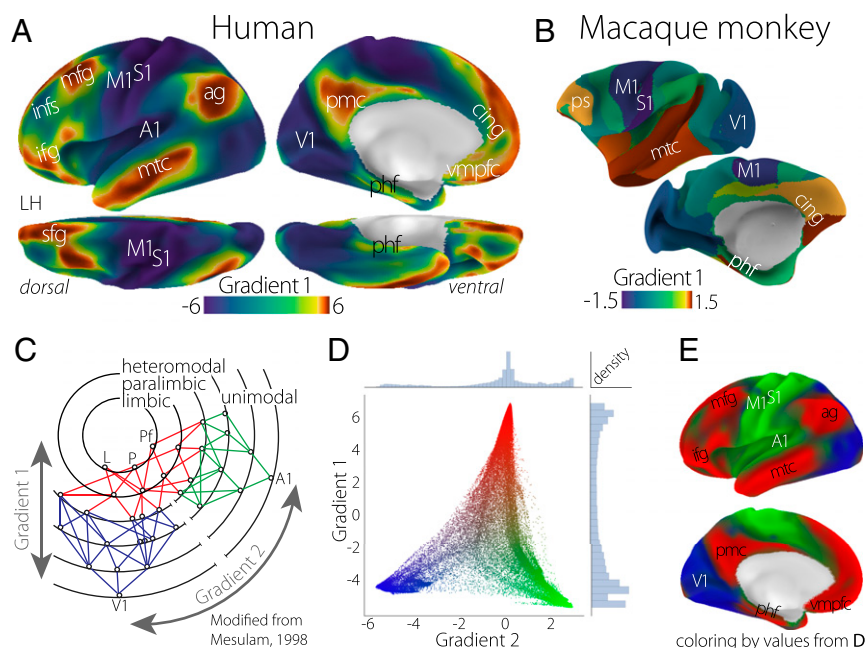 A
Human
B
Macaque monkey
mfg
M1
S1
infs
ag
A1
ifg
mtc
LH
pmc
cing
V1
vmpfc
phf
ps
M1
S1
V1
mtc
M1
cing
phf
sfg
M1
S1
phf
dorsal
Gradient 1
ventral
-6
6
Gradient 1
-1.5
1.5
C
heteromodal
paralimbic
limbic
unimodal
Pf
L
P
A1
V1
Gradient 1
Gradient 2
Modified from
Mesulam, 1998
D
density
6
4
2
0
-2
-4
Gradient 1
-6
-4
-2
0
2
Gradient 2
E
mfg
M1
S1
ag
A1
ifg
mtc
pmc
V1
phf
vmpfc
coloring by values from D